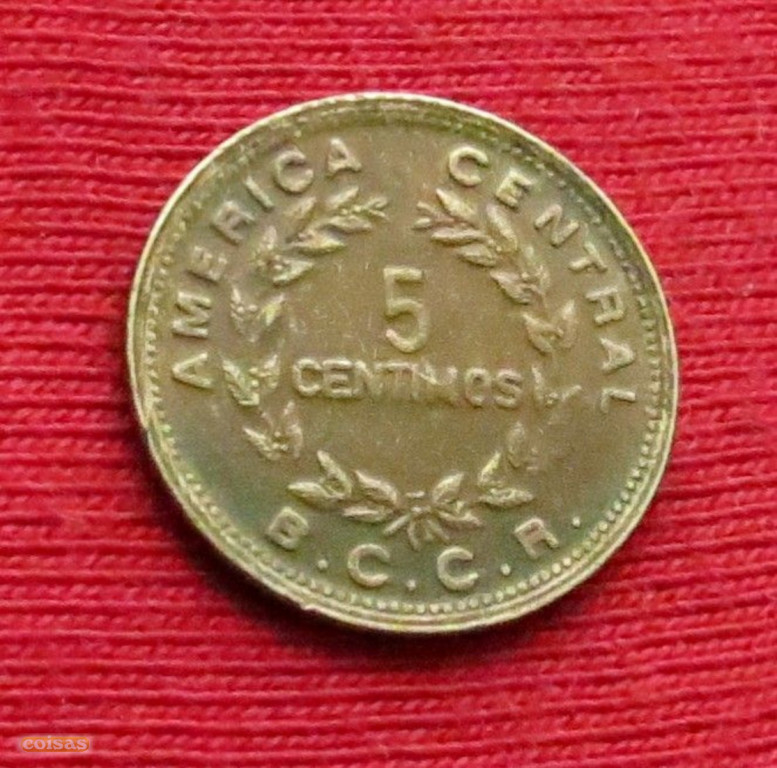 AMERICA CENTRAL
5
CENTIMOS
B.C.C.R.
coisas